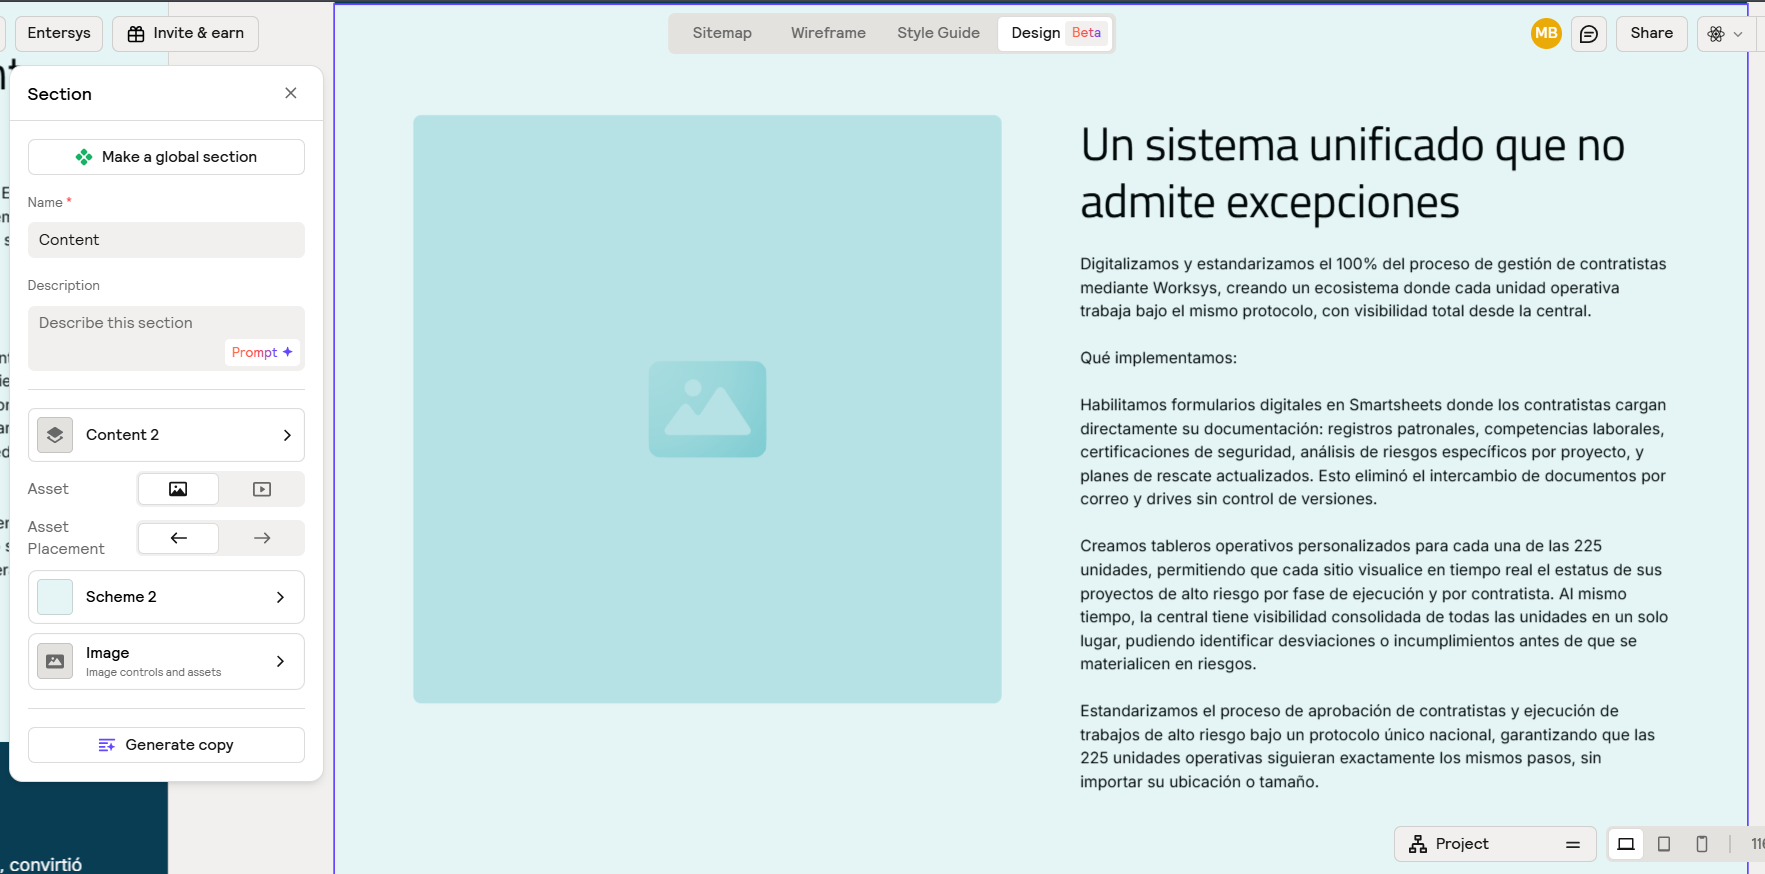 Entersys
Invite & earn
Sitemap
Wireframe
Style Guide
Design
Beta
MB
Share
Section
Make a global section
Name *
Content
Description
Describe this section
Prompt
Content 2
Asset
Asset
Placement
Scheme 2
Image
Image controls and assets
Generate copy
, convirtió
Un sistema unificado que no
admite excepciones
Digitalizamos y estandarizamos el 100% del proceso de gestión de contratistas
mediante Worksys, creando un ecosistema donde cada unidad operativa
trabaja bajo el mismo protocolo, con visibilidad total desde la central.
Qué implementamos:
Habilitamos formularios digitales en Smartsheets donde los contratistas cargan
directamente su documentación: registros patronales, competencias laborales,
certificaciones de seguridad, análisis de riesgos específicos por proyecto, y
planes de rescate actualizados. Esto eliminó el intercambio de documentos por
correo y drives sin control de versiones.
Creamos tableros operativos personalizados para cada una de las 225
unidades, permitiendo que cada sitio visualice en tiempo real el estatus de sus
proyectos de alto riesgo por fase de ejecución y por contratista. Al mismo
tiempo, la central tiene visibilidad consolidada de todas las unidades en un solo
lugar, pudiendo identificar desviaciones o incumplimientos antes de que se
materialicen en riesgos.
Estandarizamos el proceso de aprobación de contratistas y ejecución de
trabajos de alto riesgo bajo un protocolo único nacional, garantizando que las
225 unidades operativas siguieran exactamente los mismos pasos, sin
importar su ubicación o tamaño.
Project